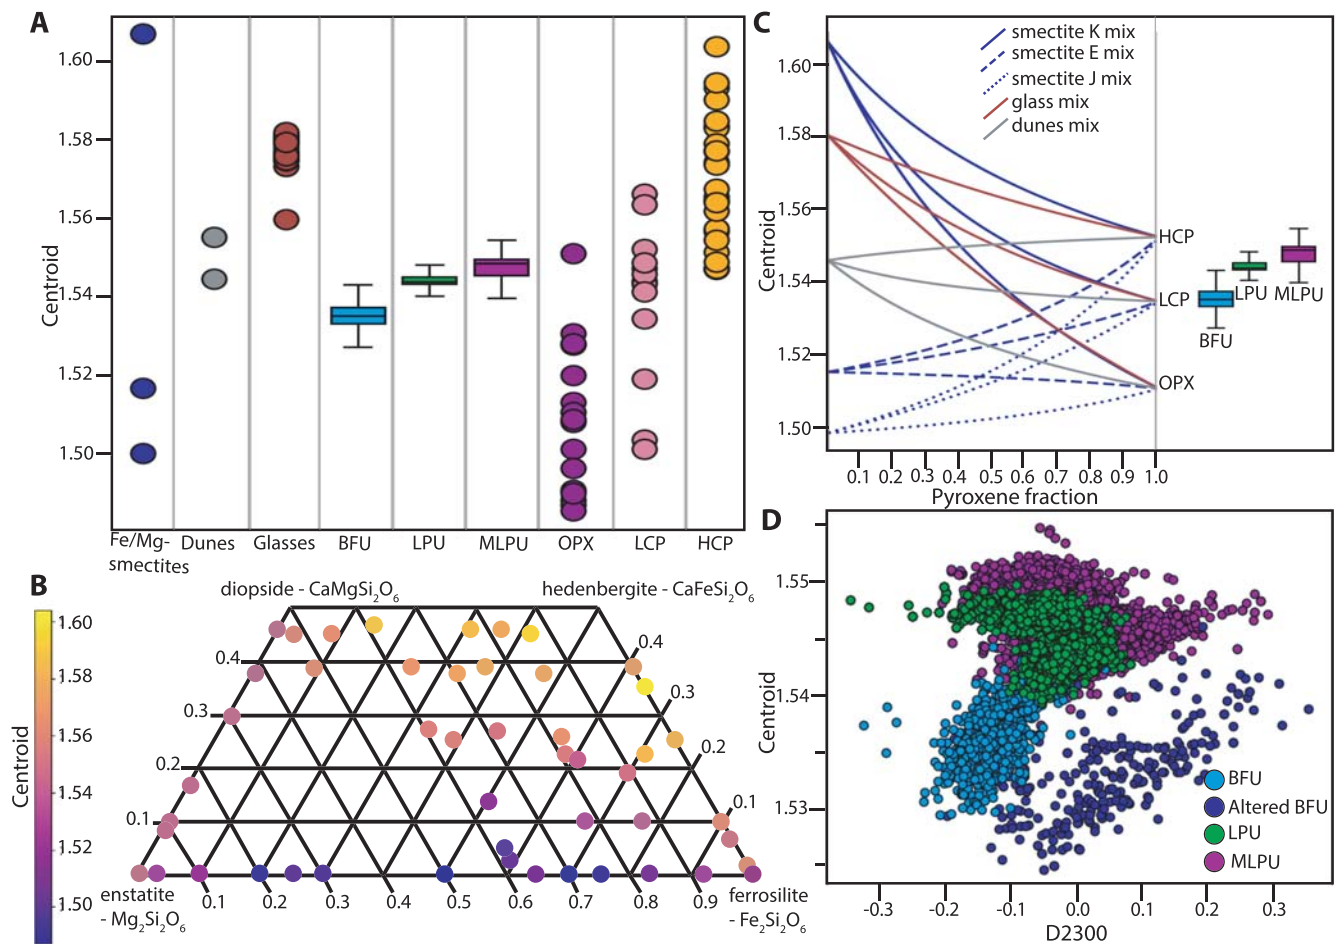 A
Centroid
1.60
1.58
1.56
1.54
1.52
1.50
Fe/Mg-
smectites
Dunes
Glasses
BFU
LPU
MLPU
OPX
LCP
HCP
C
Centroid
1.60
1.58
1.56
1.54
1.52
1.50
smectite K mix
smectite E mix
smectite J mix
glass mix
dunes mix
HCP
LCP
OPX
BFU
LPU
MLPU
0.1 0.2 0.3 0.4 0.5 0.6 0.7 0.8 0.9 1.0
Pyroxene fraction
B
Centroid
1.60
1.58
1.56
1.54
1.52
1.50
diopside - CaMgSi2O6
hedenbergite - CaFeSi2O6
0.4
0.3
0.2
0.1
0.4
0.3
0.2
0.1
enstatite
- Mg2Si2O6
0.1 0.2 0.3 0.4 0.5 0.6 0.7 0.8 0.9
ferrosilite
- Fe2Si2O6
D
Centroid
1.55
1.54
1.53
BFU
Altered BFU
LPU
MLPU
-0.3 -0.2 -0.1 0.0 0.1 0.2 0.3
D2300